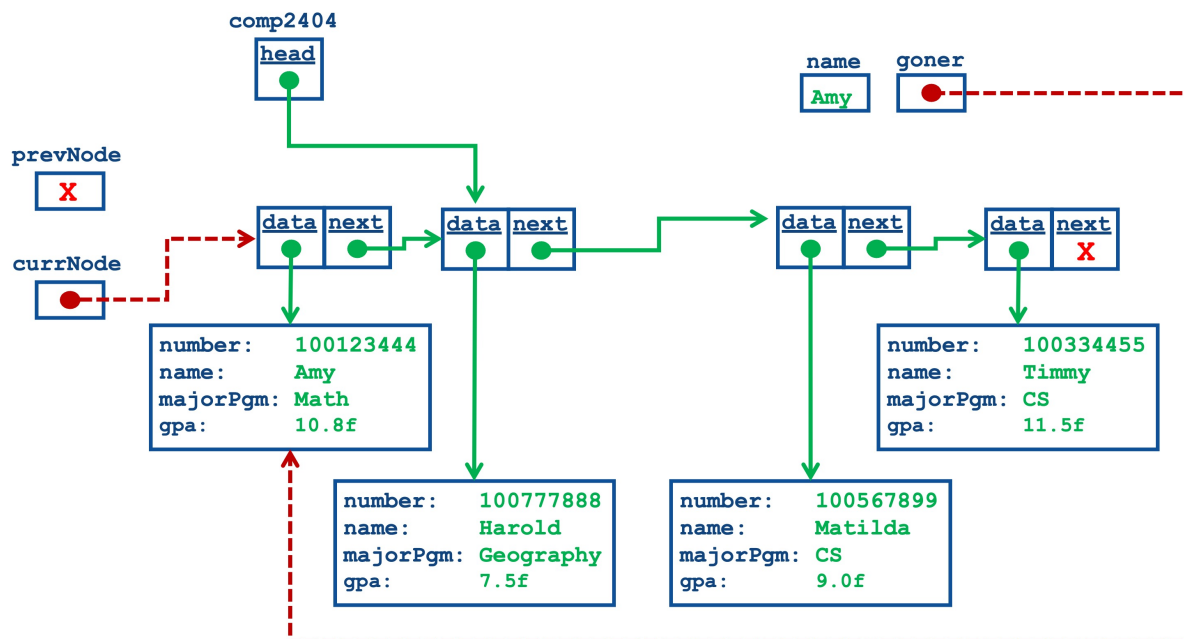 comp2404
head
name goner
Amy
prevNode
X
data next data next data next data next
currNode
X
number: 100123444
name: Amy
majorPgm: Math
gpa: 10.8f
number: 100334455
name: Timmy
majorPgm: CS
gpa: 11.5f
number: 100777888
name: Harold
majorPgm: Geography
gpa: 7.5f
number: 100567899
name: Matilda
majorPgm: CS
gpa: 9.0f